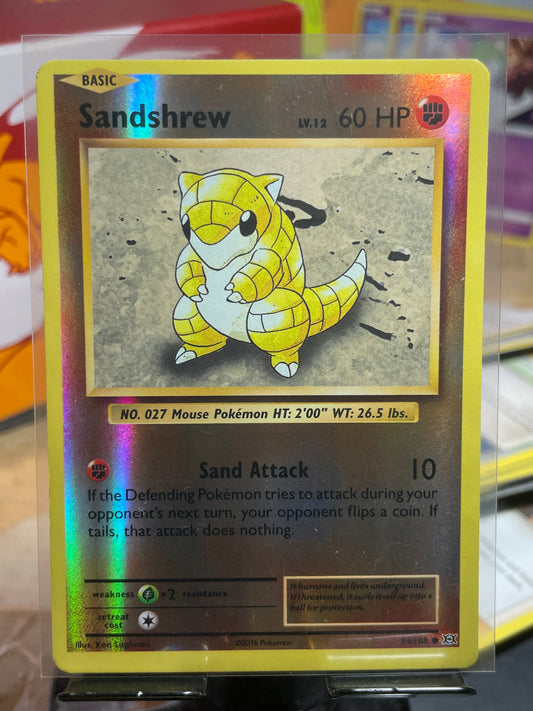 BASIC
Sandshrew LV.12 60 HP
NO. 027 Mouse Pokémon HT: 2'00" WT: 26.5 lbs.
Sand Attack 10
If the Defending Pokémon tries to attack during your
opponent's next turn, your opponent flips a coin. If
tails, that attack does nothing.
weakness ×2 resistance
retreat
cost
It burrows and lives underground.
If threatened, it curls itself up into a
ball for protection.
Illus. Ken Sugimori
©2016 Pokémon
54/108